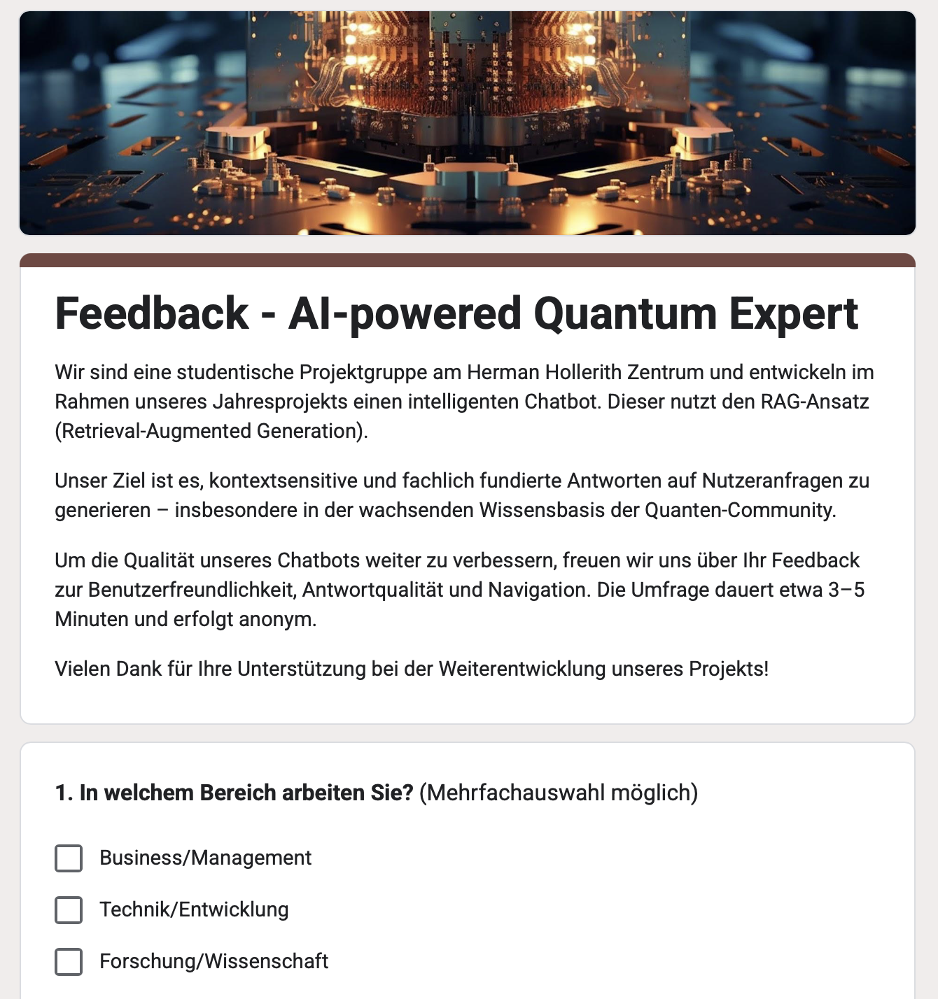 Feedback - AI-powered Quantum Expert
Wir sind eine studentische Projektgruppe am Herman Hollerith Zentrum und entwickeln im
Rahmen unseres Jahresprojekts einen intelligenten Chatbot. Dieser nutzt den RAG-Ansatz
(Retrieval-Augmented Generation).
Unser Ziel ist es, kontextsensitive und fachlich fundierte Antworten auf Nutzeranfragen zu
generieren – insbesondere in der wachsenden Wissensbasis der Quanten-Community.
Um die Qualität unseres Chatbots weiter zu verbessern, freuen wir uns über Ihr Feedback
zur Benutzerfreundlichkeit, Antwortqualität und Navigation. Die Umfrage dauert etwa 3–5
Minuten und erfolgt anonym.
Vielen Dank für Ihre Unterstützung bei der Weiterentwicklung unseres Projekts!
1. In welchem Bereich arbeiten Sie? (Mehrfachauswahl möglich)
Business/Management
Technik/Entwicklung
Forschung/Wissenschaft